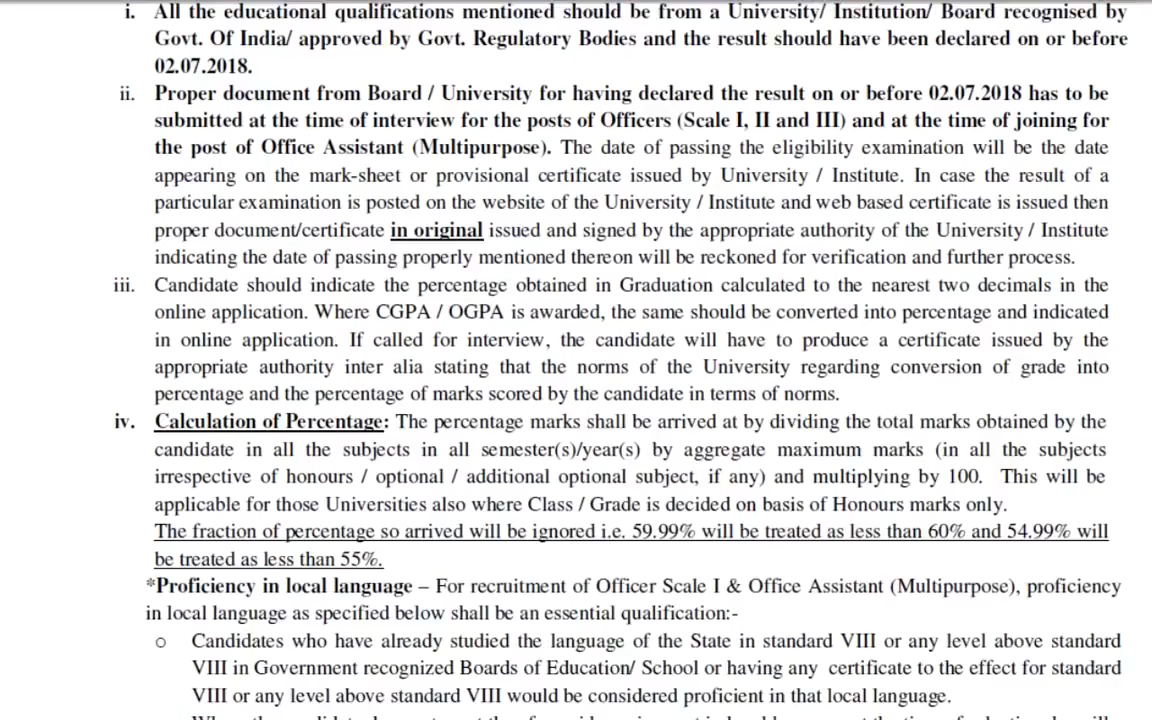 i. All the educational qualifications mentioned should be from a University/ Institution/ Board recognised by
Govt. Of India/ approved by Govt. Regulatory Bodies and the result should have been declared on or before
02.07.2018.
ii. Proper document from Board / University for having declared the result on or before 02.07.2018 has to be
submitted at the time of interview for the posts of Officers (Scale I, II and III) and at the time of joining for
the post of Office Assistant (Multipurpose). The date of passing the eligibility examination will be the date
appearing on the mark-sheet or provisional certificate issued by University / Institute. In case the result of a
particular examination is posted on the website of the University / Institute and web based certificate is issued then
proper document/certificate in original issued and signed by the appropriate authority of the University / Institute
indicating the date of passing properly mentioned thereon will be reckoned for verification and further process.
iii. Candidate should indicate the percentage obtained in Graduation calculated to the nearest two decimals in the
online application. Where CGPA / OGPA is awarded, the same should be converted into percentage and indicated
in online application. If called for interview, the candidate will have to produce a certificate issued by the
appropriate authority inter alia stating that the norms of the University regarding conversion of grade into
percentage and the percentage of marks scored by the candidate in terms of norms.
iv. Calculation of Percentage: The percentage marks shall be arrived at by dividing the total marks obtained by the
candidate in all the subjects in all semester(s)/year(s) by aggregate maximum marks (in all the subjects
irrespective of honours / optional / additional optional subject, if any) and multiplying by 100. This will be
applicable for those Universities also where Class / Grade is decided on basis of Honours marks only.
The fraction of percentage so arrived will be ignored i.e. 59.99% will be treated as less than 60% and 54.99% will
be treated as less than 55%.
*Proficiency in local language – For recruitment of Officer Scale I & Office Assistant (Multipurpose), proficiency
in local language as specified below shall be an essential qualification:-
o Candidates who have already studied the language of the State in standard VIII or any level above standard
VIII in Government recognized Boards of Education/ School or having any certificate to the effect for standard
VIII or any level above standard VIII would be considered proficient in that local language.